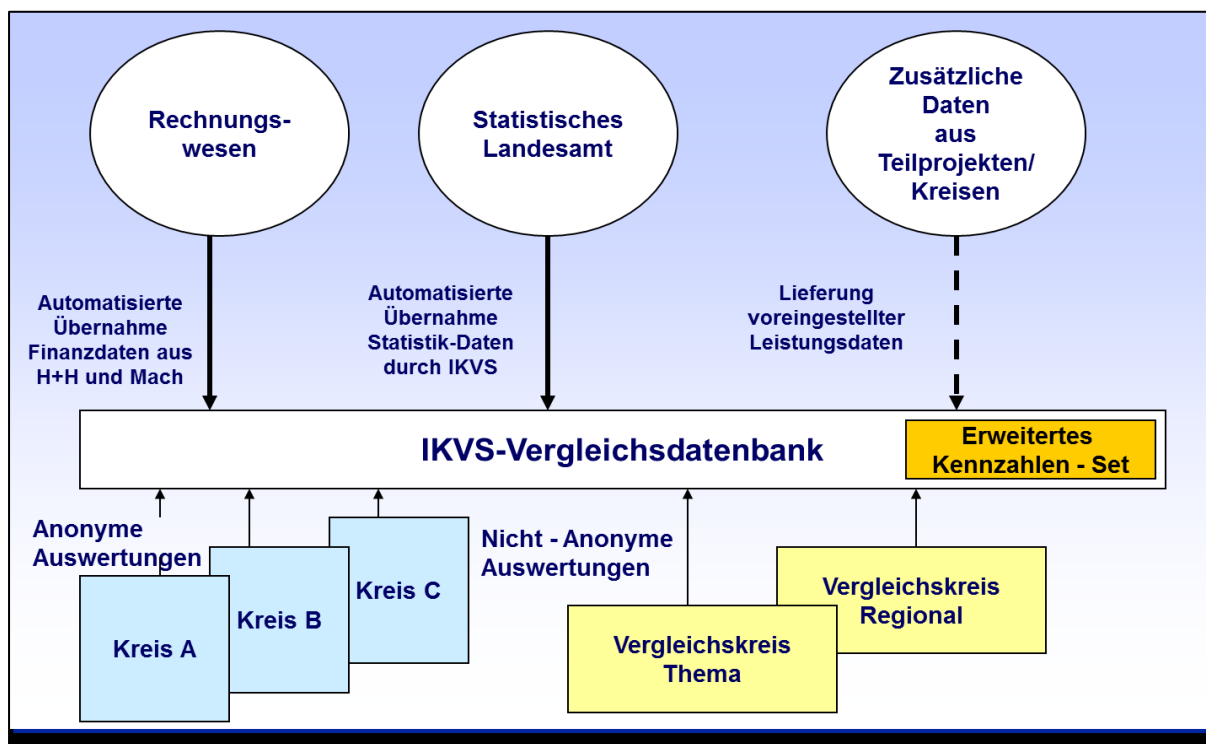 Rechnungs-
wesen
Statistisches
Landesamt
Zusätzliche
Daten
aus
Teilprojekten/
Kreisen
Automatisierte
Übernahme
Finanzdaten aus
H+H und Mach
Automatisierte
Übernahme
Statistik-Daten
durch IKVS
Lieferung
voreingestellter
Leistungsdaten
IKVS-Vergleichsdatenbank
Erweitertes
Kennzahlen - Set
Anonyme
Auswertungen
Kreis A
Kreis B
Kreis C
Nicht - Anonyme
Auswertungen
Vergleichskreis
Thema
Vergleichskreis
Regional